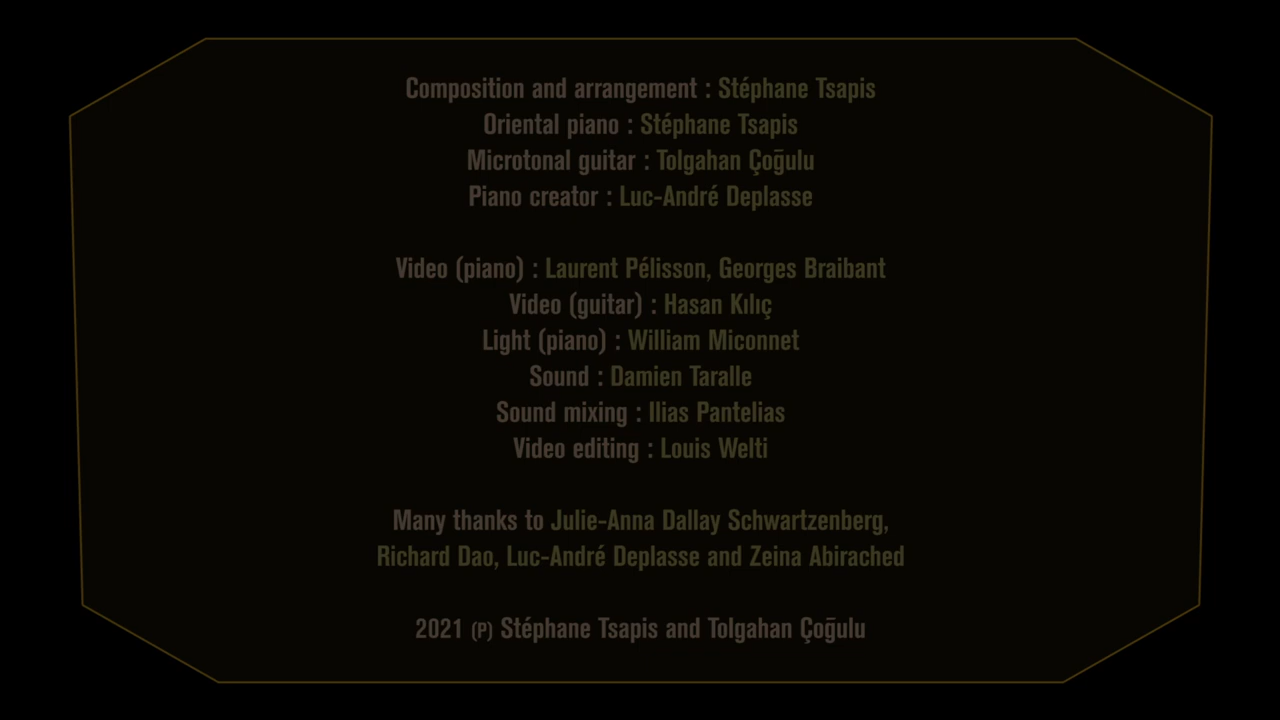 Composition and arrangement : Stéphane Tsapis
Oriental piano : Stéphane Tsapis
Microtonal guitar : Tolgahan Çoğulu
Piano creator : Luc-André Deplasse
Video (piano) : Laurent Pélisson, Georges Braibant
Video (guitar) : Hasan Kılıç
Light (piano) : William Miconnet
Sound : Damien Taralle
Sound mixing : Ilias Pantelias
Video editing : Louis Welti
Many thanks to Julie-Anna Dallay Schwartzenberg,
Richard Dao, Luc-André Deplasse and Zeina Abirached
2021 (P) Stéphane Tsapis and Tolgahan Çoğulu